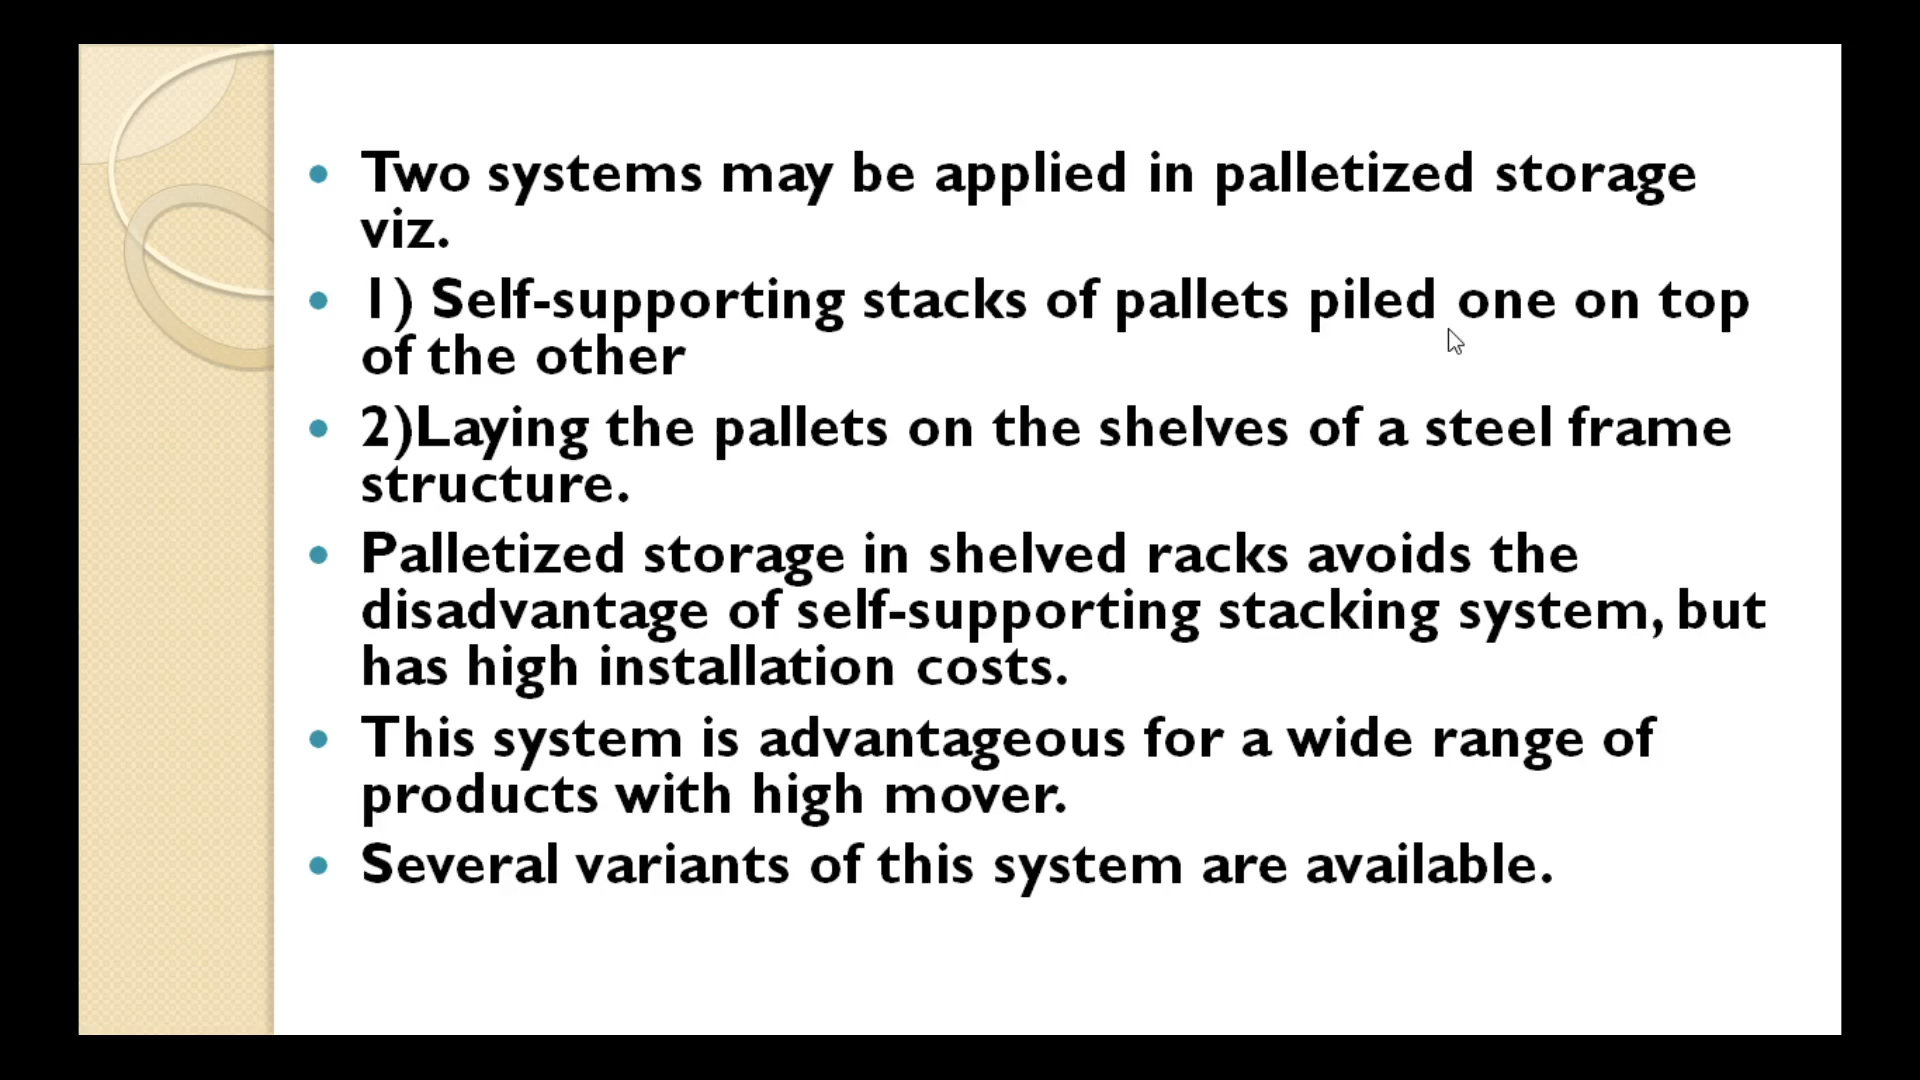 • Two systems may be applied in palletized storage
viz.
• 1) Self-supporting stacks of pallets piled one on top
of the other
• 2)Laying the pallets on the shelves of a steel frame
structure.
• Palletized storage in shelved racks avoids the
disadvantage of self-supporting stacking system, but
has high installation costs.
• This system is advantageous for a wide range of
products with high mover.
• Several variants of this system are available.